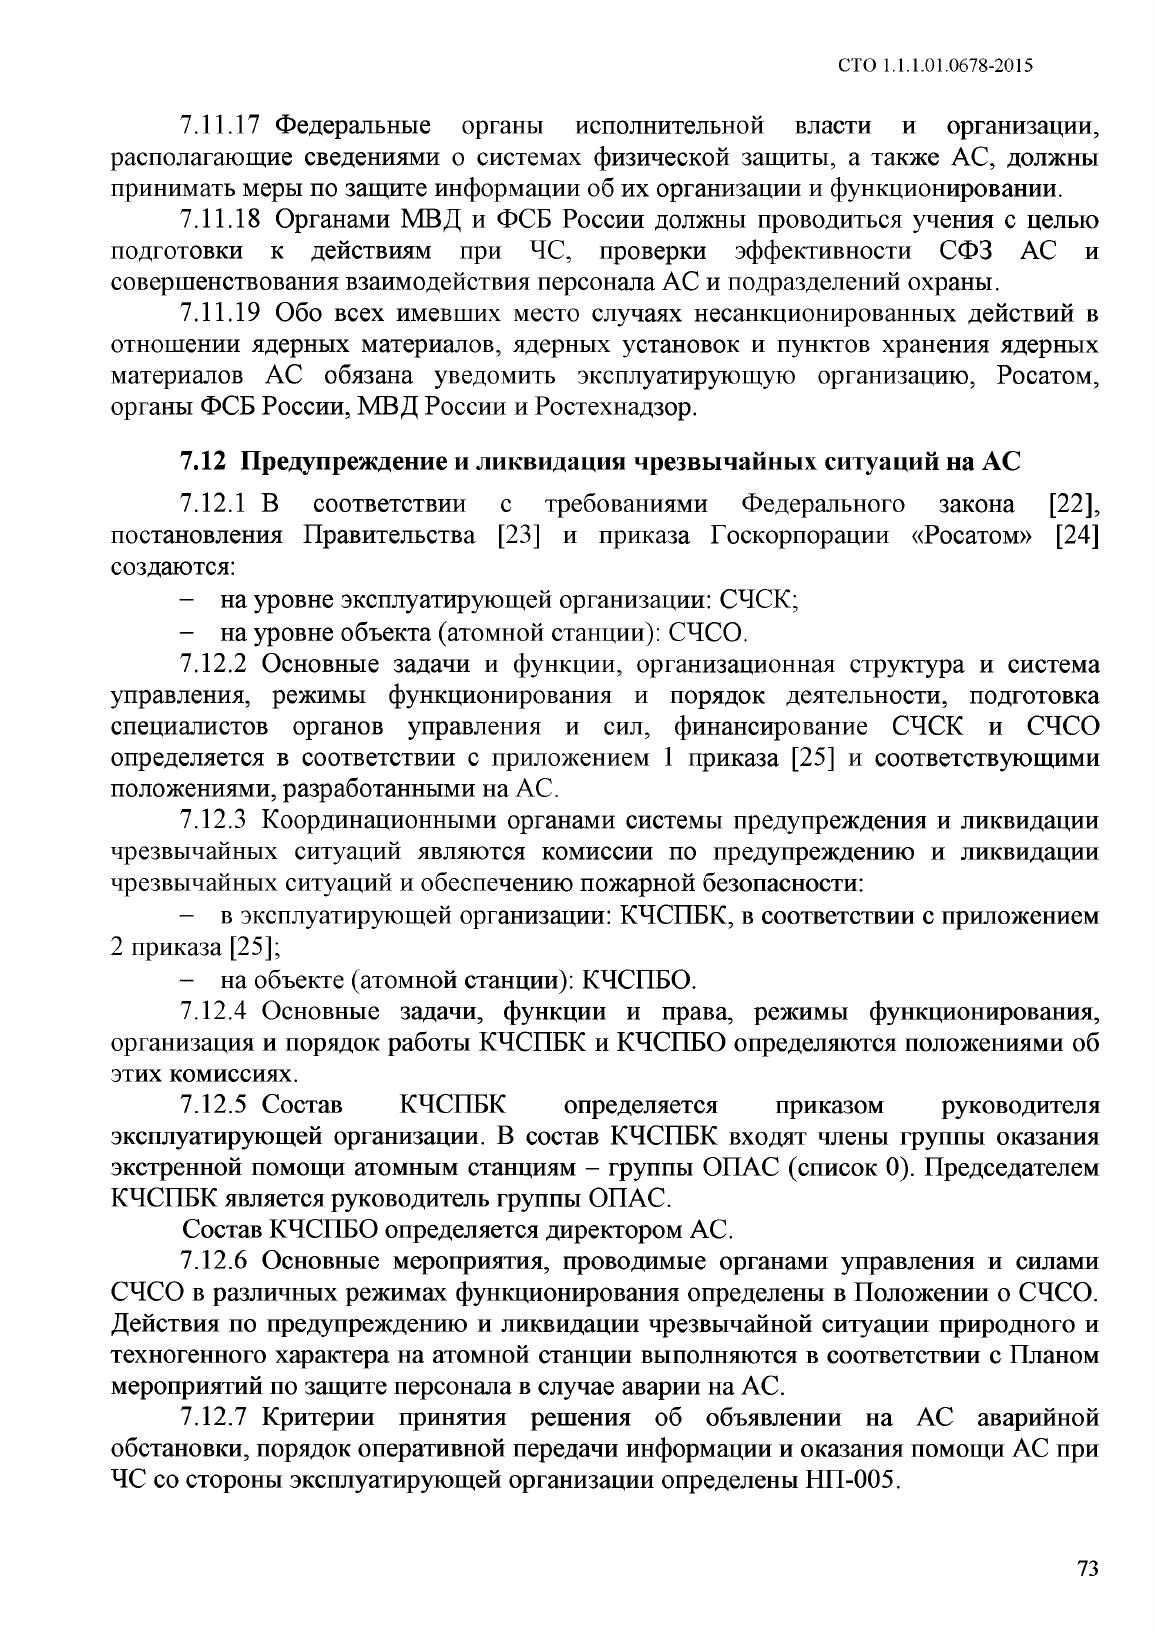 СТО 1.1.1.01.0678-2015
7.11.17 Федеральные органы исполнительной власти и организации,
располагающие сведениями о системах физической защиты, а также АС, должны
принимать меры по защите информации об их организации и функционировании.
7.11.18 Органами МВД и ФСБ России должны проводиться учения с целью
подготовки к действиям при ЧС, проверки эффективности СФЗ АС и
совершенствования взаимодействия персонала АС и подразделений охраны.
7.11.19 Обо всех имевших место случаях несанкционированных действий в
отношении ядерных материалов, ядерных установок и пунктов хранения ядерных
материалов АС обязана уведомить эксплуатирующую организацию, Росатом,
органы ФСБ России, МВД России и Ростехнадзор.
7.12 Предупреждение и ликвидация чрезвычайных ситуаций на АС
7.12.1 В соответствии с требованиями Федерального закона [22],
постановления Правительства [23] и приказа Госкорпорации «Росатом» [24]
создаются:
– на уровне эксплуатирующей организации: СЧСК;
– на уровне объекта (атомной станции): СЧСО.
7.12.2 Основные задачи и функции, организационная структура и система
управления, режимы функционирования и порядок деятельности, подготовка
специалистов органов управления и сил, финансирование СЧСК и СЧСО
определяется в соответствии с приложением 1 приказа [25] и соответствующими
положениями, разработанными на АС.
7.12.3 Координационными органами системы предупреждения и ликвидации
чрезвычайных ситуаций являются комиссии по предупреждению и ликвидации
чрезвычайных ситуаций и обеспечению пожарной безопасности:
– в эксплуатирующей организации: КЧСПБК, в соответствии с приложением
2 приказа [25];
– на объекте (атомной станции): КЧСПБО.
7.12.4 Основные задачи, функции и права, режимы функционирования,
организация и порядок работы КЧСПБК и КЧСПБО определяются положениями об
этих комиссиях.
7.12.5 Состав КЧСПБК определяется приказом руководителя
эксплуатирующей организации. В состав КЧСПБК входят члены группы оказания
экстренной помощи атомным станциям – группы ОПАС (список 0). Председателем
КЧСПБК является руководитель группы ОПАС.
Состав КЧСПБО определяется директором АС.
7.12.6 Основные мероприятия, проводимые органами управления и силами
СЧСО в различных режимах функционирования определены в Положении о СЧСО.
Действия по предупреждению и ликвидации чрезвычайной ситуации природного и
техногенного характера на атомной станции выполняются в соответствии с Планом
мероприятий по защите персонала в случае аварии на АС.
7.12.7 Критерии принятия решения об объявлении на АС аварийной
обстановки, порядок оперативной передачи информации и оказания помощи АС при
ЧС со стороны эксплуатирующей организации определены НП-005.
73